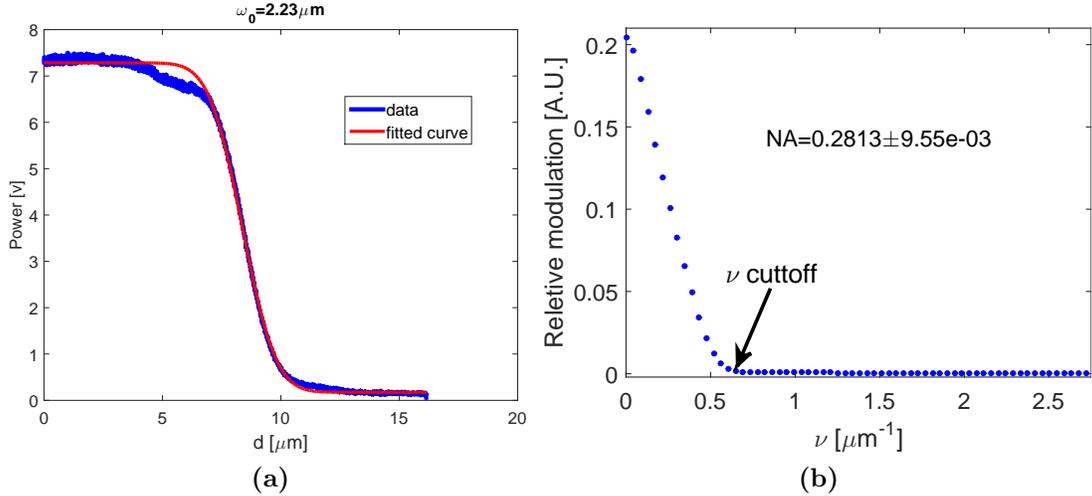 ω₀=2.23μm
8
7
6
5
4
3
2
1
0
Power [v]
data
fitted curve
0 5 10 15 20
d [μm]
(a)
0.2
0.15
0.1
0.05
0
Reletive modulation [A.U.]
NA=0.2813±9.55e-03
ν cuttoff
0 0.5 1 1.5 2 2.5
ν [μm⁻¹]
(b)